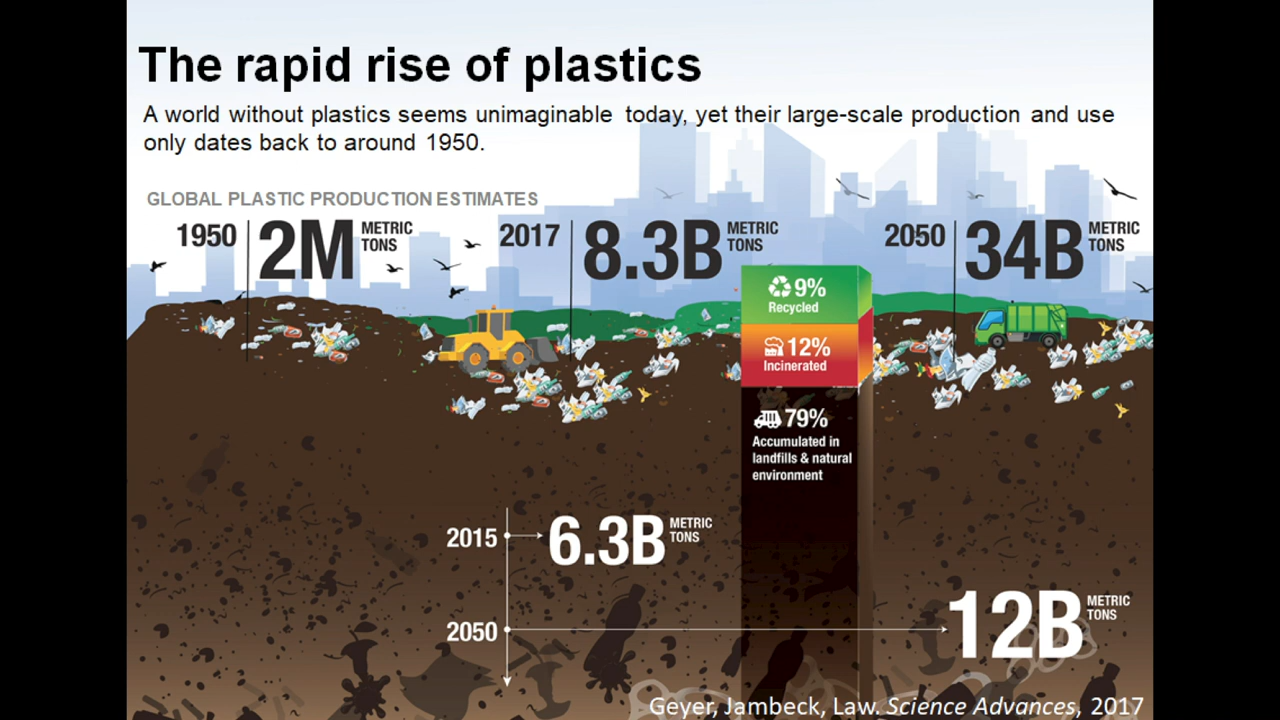 The rapid rise of plastics
A world without plastics seems unimaginable today, yet their large-scale production and use
only dates back to around 1950.
GLOBAL PLASTIC PRODUCTION ESTIMATES
1950 2M METRIC TONS
2017 8.3B METRIC TONS
2050 34B METRIC TONS
9%
Recycled
12%
Incinerated
79%
Accumulated in
landfills & natural
environment
2015 6.3B METRIC TONS
2050 12B METRIC TONS
Geyer, Jambeck, Law. Science Advances, 2017